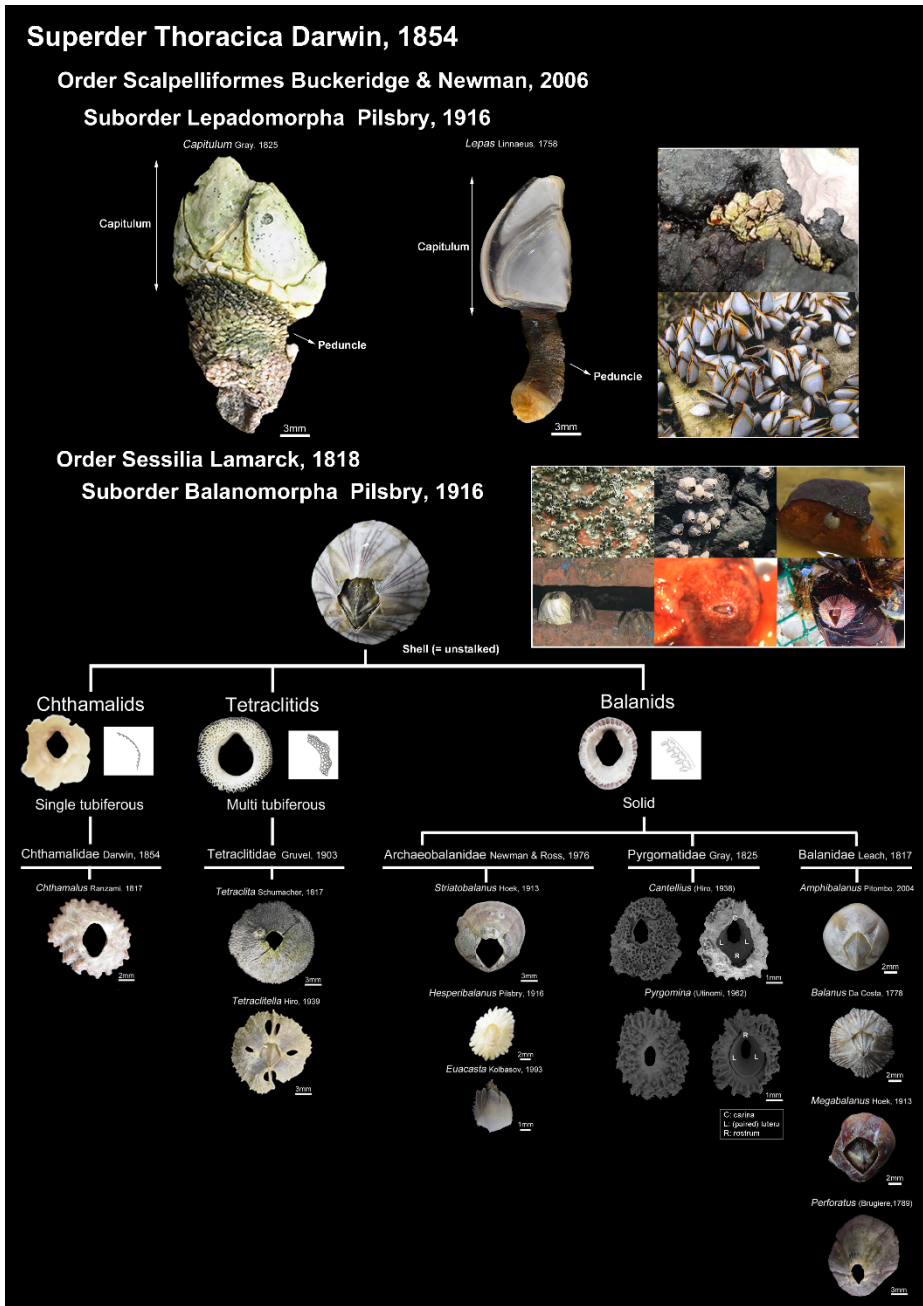 Superder Thoracica Darwin, 1854
Order Scalpelliformes Buckeridge & Newman, 2006
Suborder Lepadomorpha Pilsbry, 1916
Capitulum Gray. 1825
Lepas Linnaeus, 1758
Capitulum
Capitulum
Peduncle
Peduncle
3mm
3mm
Order Sessilia Lamarck, 1818
Suborder Balanomorpha Pilsbry, 1916
Shell (= unstalked)
Chthamalids
Tetraclitids
Balanids
Single tubiferous
Multi tubiferous
Solid
Chthamalidae Darwin, 1854
Tetraclitidae Gruvel, 1903
Archaeobalanidae Newman & Ross, 1976
Pyrgomatidae Gray, 1825
Balanidae Leach, 1817
Chthamalus Ranzami. 1817
Tetraclita Schumacher, 1817
Striatobalanus Hoek, 1913
Cantellius (Hiro, 1938)
Amphibalanus Pitombo, 2004
C
L
L
R
2mm
3mm
3mm
1mm
2mm
Tetraclitella Hiro, 1939
Hesperibalanus Pilsbry, 1916
Pyrgomina (Utinomi, 1962)
Balanus Da Costa, 1778
R
L
L
3mm
2mm
1mm
2mm
Euacasta Kolbasov, 1993
1mm
C: carina
L: (paired) latera
R: rostrum
Megabalanus Hoek, 1913
2mm
Perforatus (Brugiere,1789)
3mm